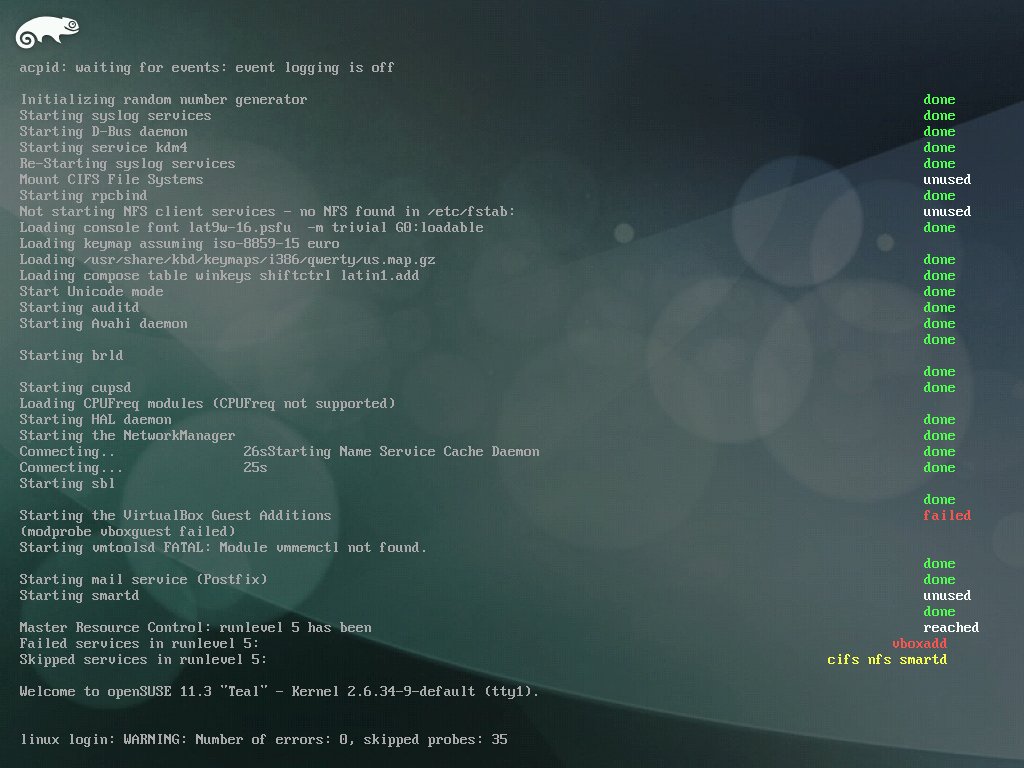 acpid: waiting for events: event logging is off
Initializing random number generator done
Starting syslog services done
Starting D-Bus daemon done
Starting service kdm4 done
Re-Starting syslog services done
Mount CIFS File Systems unused
Starting rpcbind done
Not starting NFS client services - no NFS found in /etc/fstab: unused
Loading console font lat9w-16.psfu  -m trivial G0:loadable done
Loading keymap assuming iso-8859-15 euro
Loading /usr/share/kbd/keymaps/i386/qwerty/us.map.gz done
Loading compose table winkeys shiftctrl latin1.add done
Start Unicode mode done
Starting auditd done
Starting Avahi daemon done
done
Starting brld
done
Starting cupsd done
Loading CPUFreq modules (CPUFreq not supported)
Starting HAL daemon done
Starting the NetworkManager done
Connecting.. 26sStarting Name Service Cache Daemon done
Connecting... 25s done
Starting sbl
done
Starting the VirtualBox Guest Additions failed
(modprobe vboxguest failed)
Starting vmtoolsd FATAL: Module vmmemctl not found.
done
Starting mail service (Postfix) done
Starting smartd unused
done
Master Resource Control: runlevel 5 has been reached
Failed services in runlevel 5: vboxadd
Skipped services in runlevel 5: cifs nfs smartd
Welcome to openSUSE 11.3 "Teal" - Kernel 2.6.34-9-default (tty1).
linux login: WARNING: Number of errors: 0, skipped probes: 35